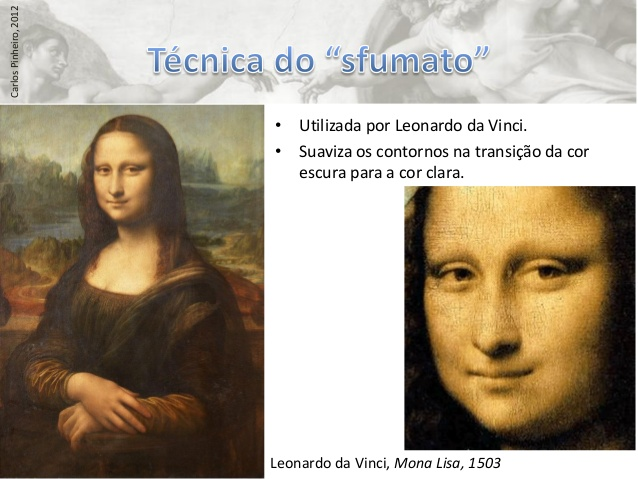 Carlos Pinheiro, 2012
Técnica do “sfumato”
• Utilizada por Leonardo da Vinci.
• Suaviza os contornos na transição da cor
escura para a cor clara.
Leonardo da Vinci, Mona Lisa, 1503